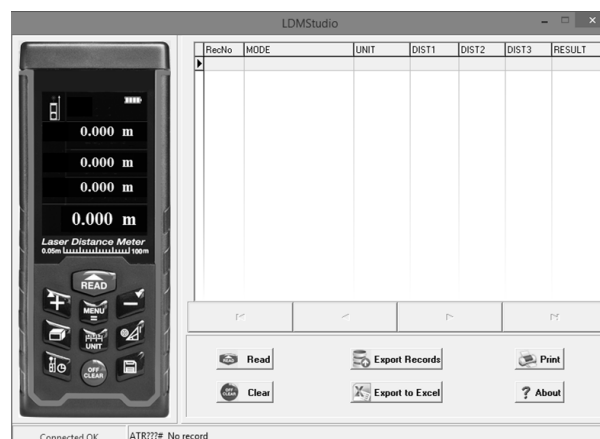 LDMStudio
RecNo MODE UNIT DIST1 DIST2 DIST3 RESULT
0.000 m
0.000 m
0.000 m
0.000 m
Laser Distance Meter
0.05m 100m
READ
MENU
UNIT
OFF
CLEAR
Read Export Records Print
OFF
CLEAR
Clear Export to Excel ? About
Connected OK ATR???# No record